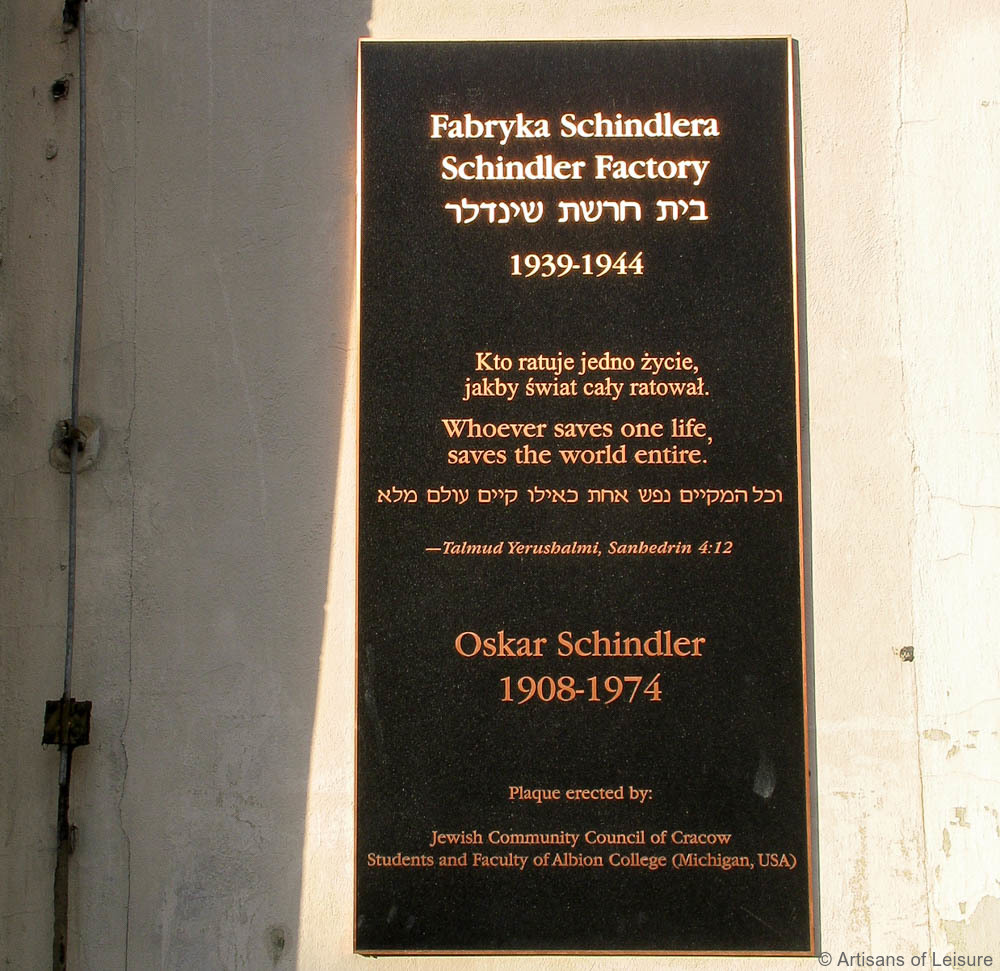 Fabryka Schindlera
Schindler Factory
בית חרשת שינדלר
1939-1944
Kto ratuje jedno życie,
jakby świat cały ratował.
Whoever saves one life,
saves the world entire.
וכל המקיים נפש אחת כאילו קיים עולם מלא
—Talmud Yerushalmi, Sanhedrin 4:12
Oskar Schindler
1908-1974
Plaque erected by:
Jewish Community Council of Cracow
Students and Faculty of Albion College (Michigan, USA)
© Artisans of Leisure